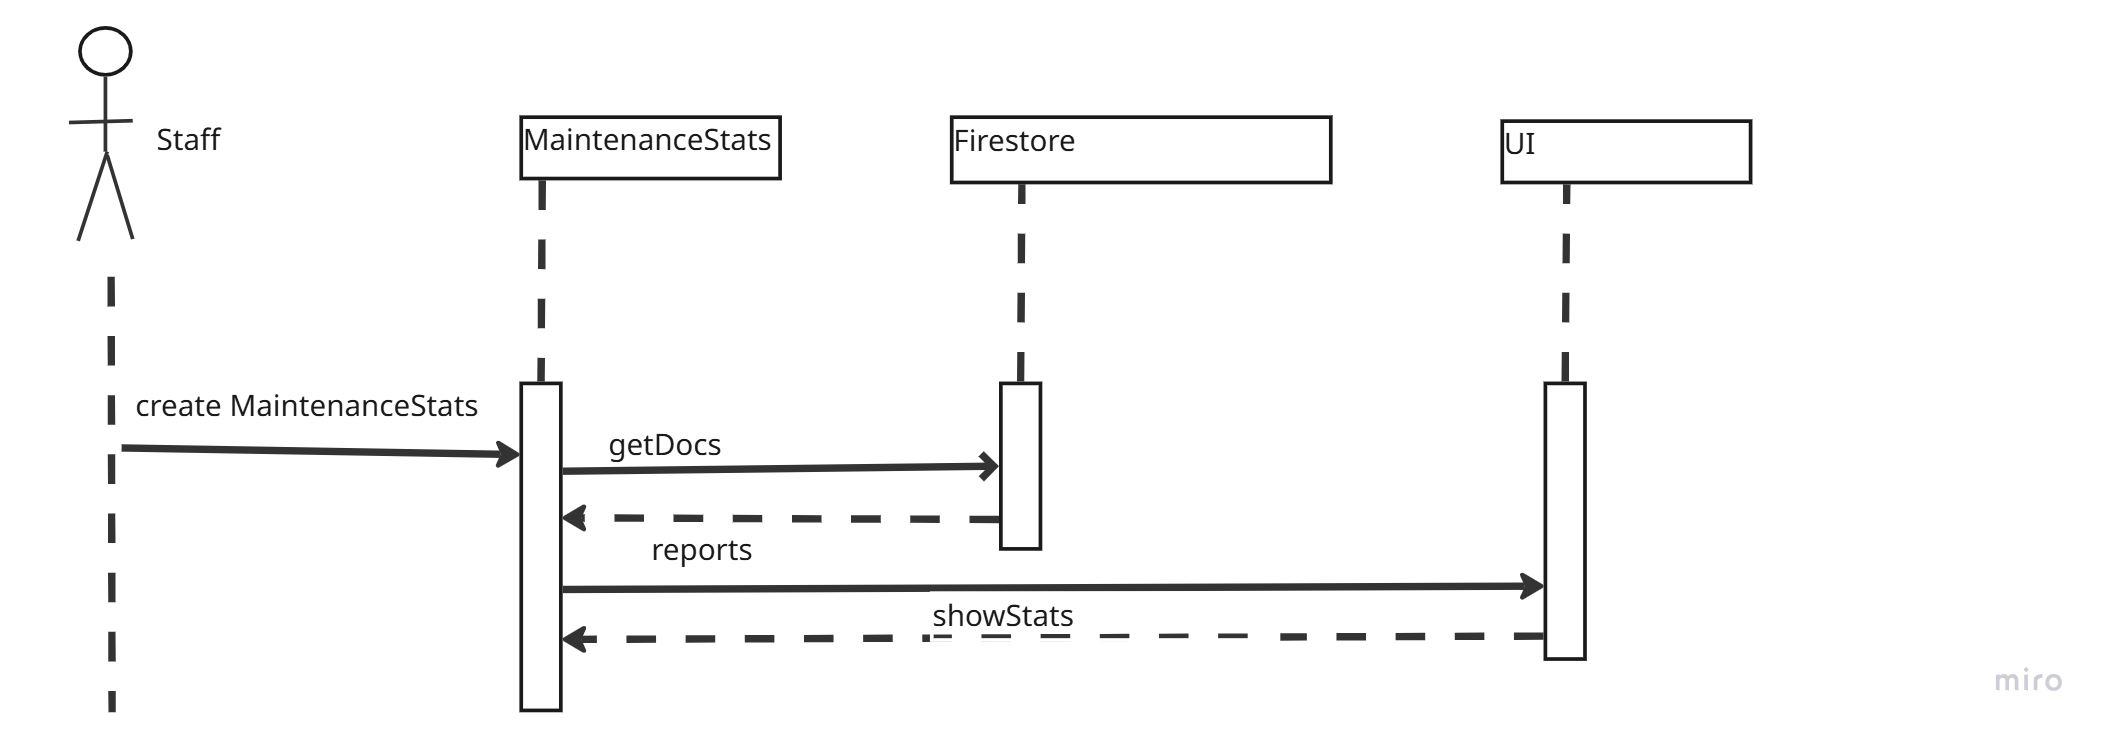 Staff
MaintenanceStats
Firestore
UI
create MaintenanceStats
getDocs
reports
showStats
miro